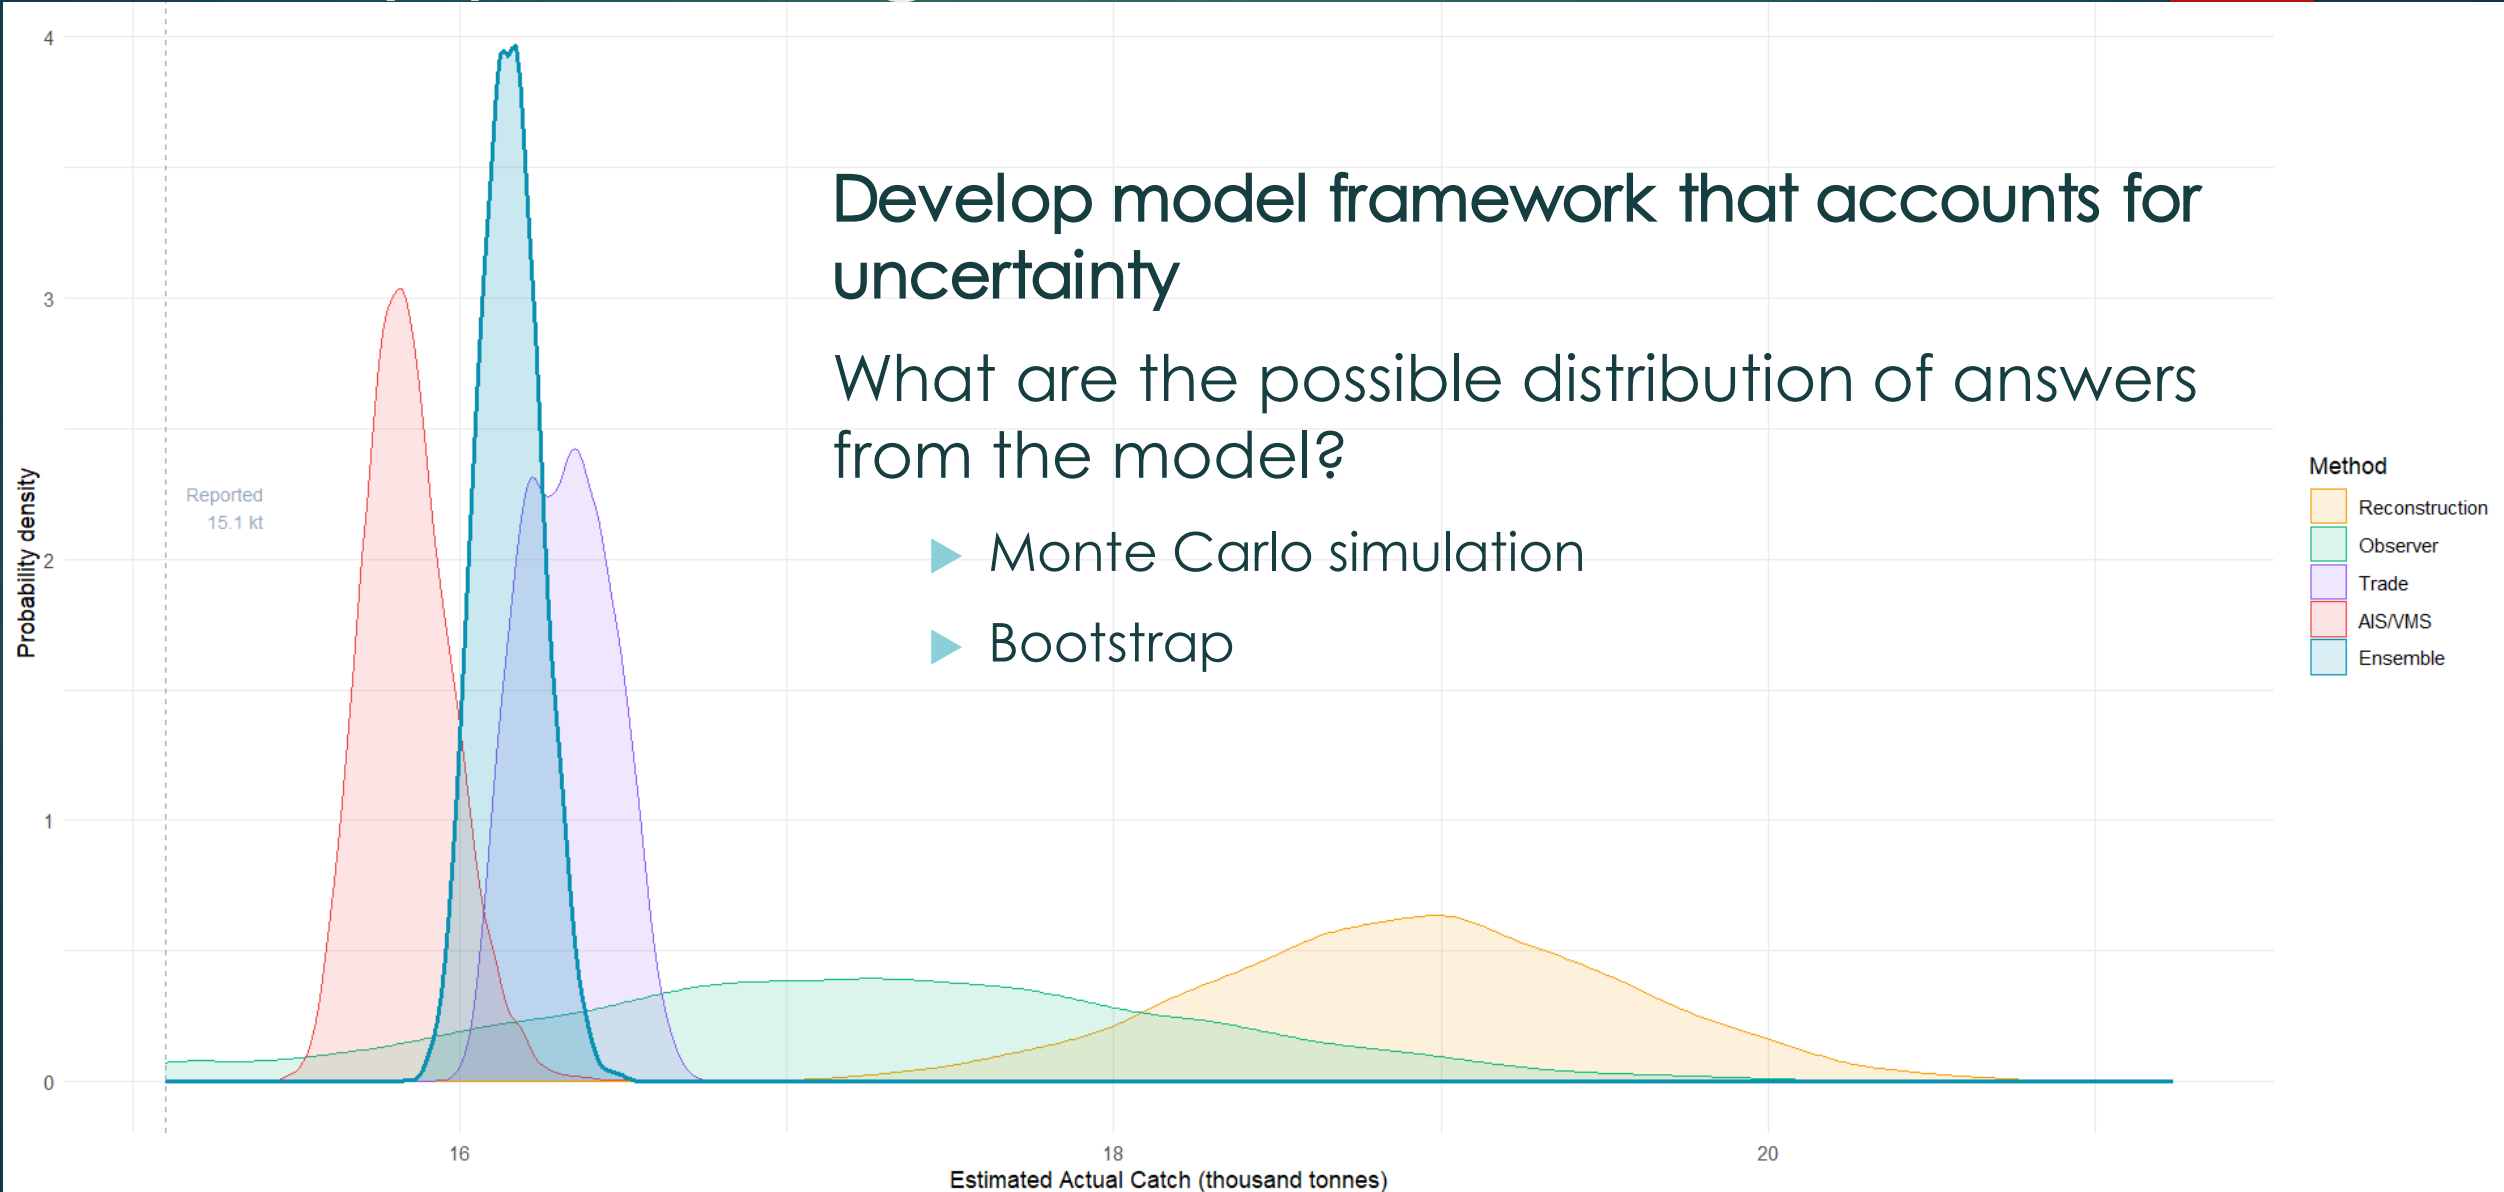 4
3
2
1
0
Probability density
Reported
15.1 kt
Develop model framework that accounts for
uncertainty
What are the possible distribution of answers
from the model?
Monte Carlo simulation
Bootstrap
Method
Reconstruction
Observer
Trade
AIS/VMS
Ensemble
16
18
20
Estimated Actual Catch (thousand tonnes)